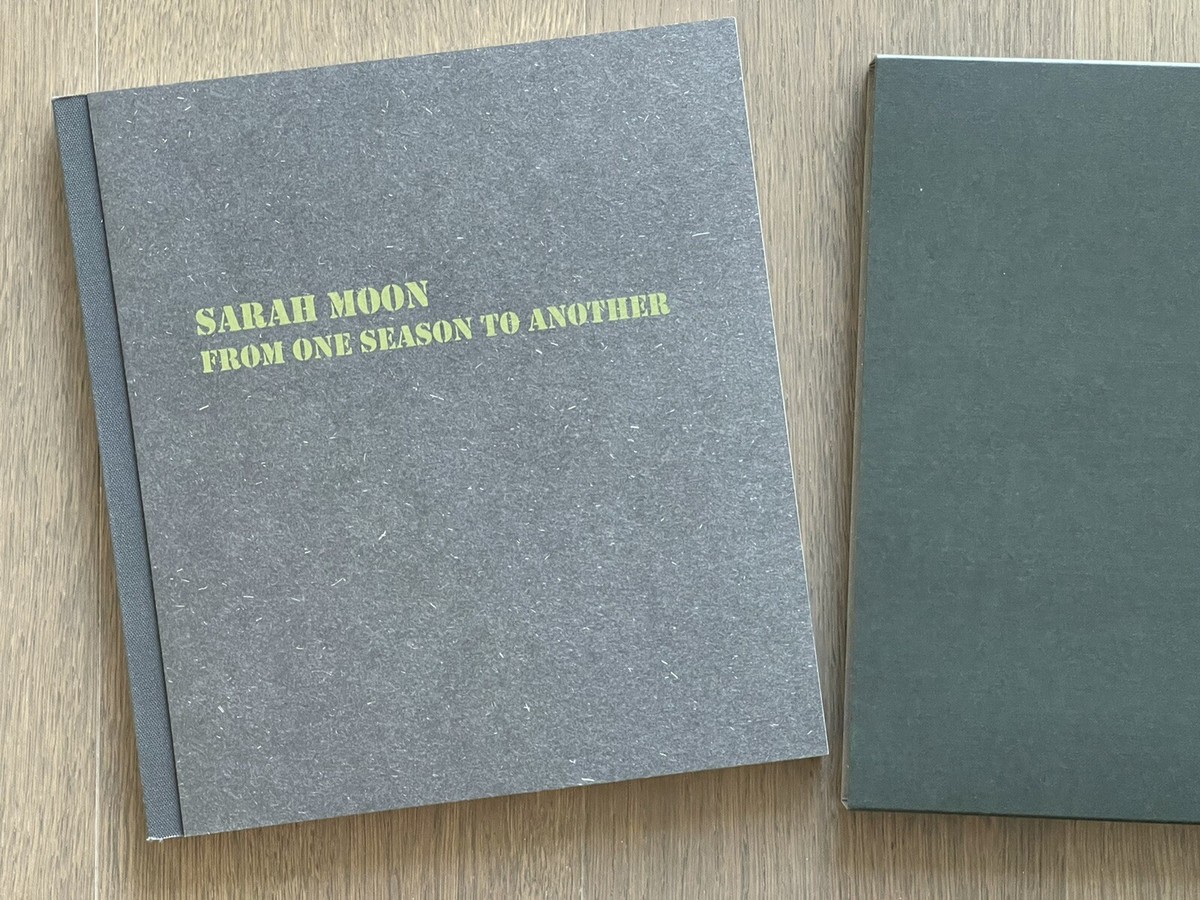 SARAH MOON
FROM ONE SEASON TO ANOTHER